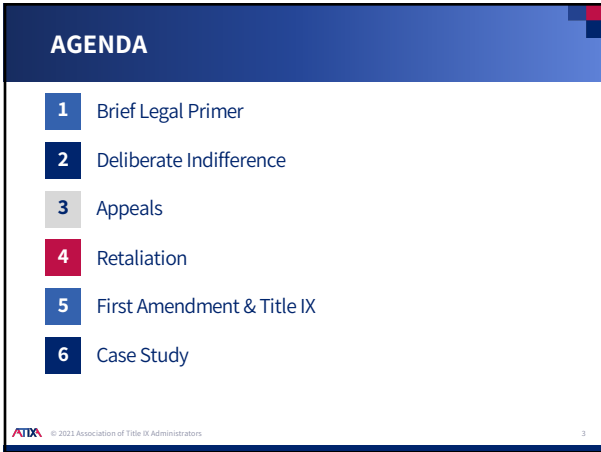 AGENDA
1 Brief Legal Primer
2 Deliberate Indifference
3 Appeals
4 Retaliation
5 First Amendment & Title IX
6 Case Study
ATIXA © 2021 Association of Title IX Administrators 3